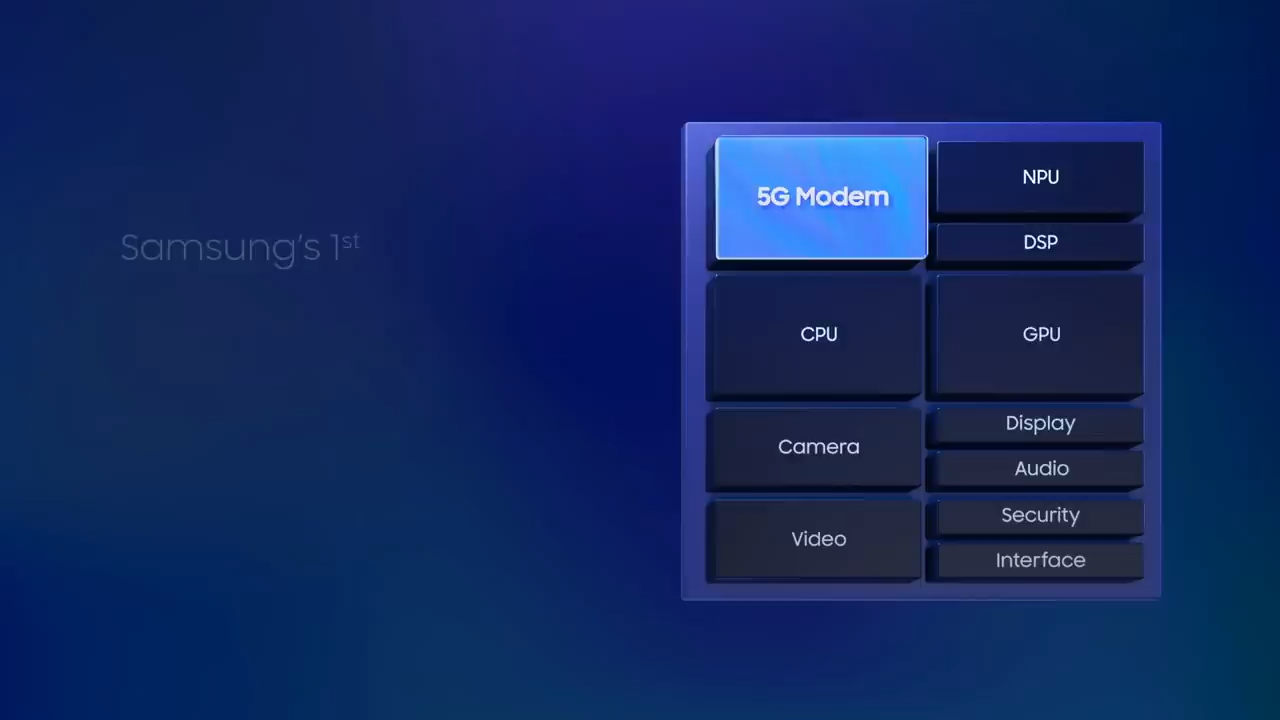 Samsung's 1st
5G Modem
NPU
DSP
CPU
GPU
Camera
Display
Audio
Video
Security
Interface